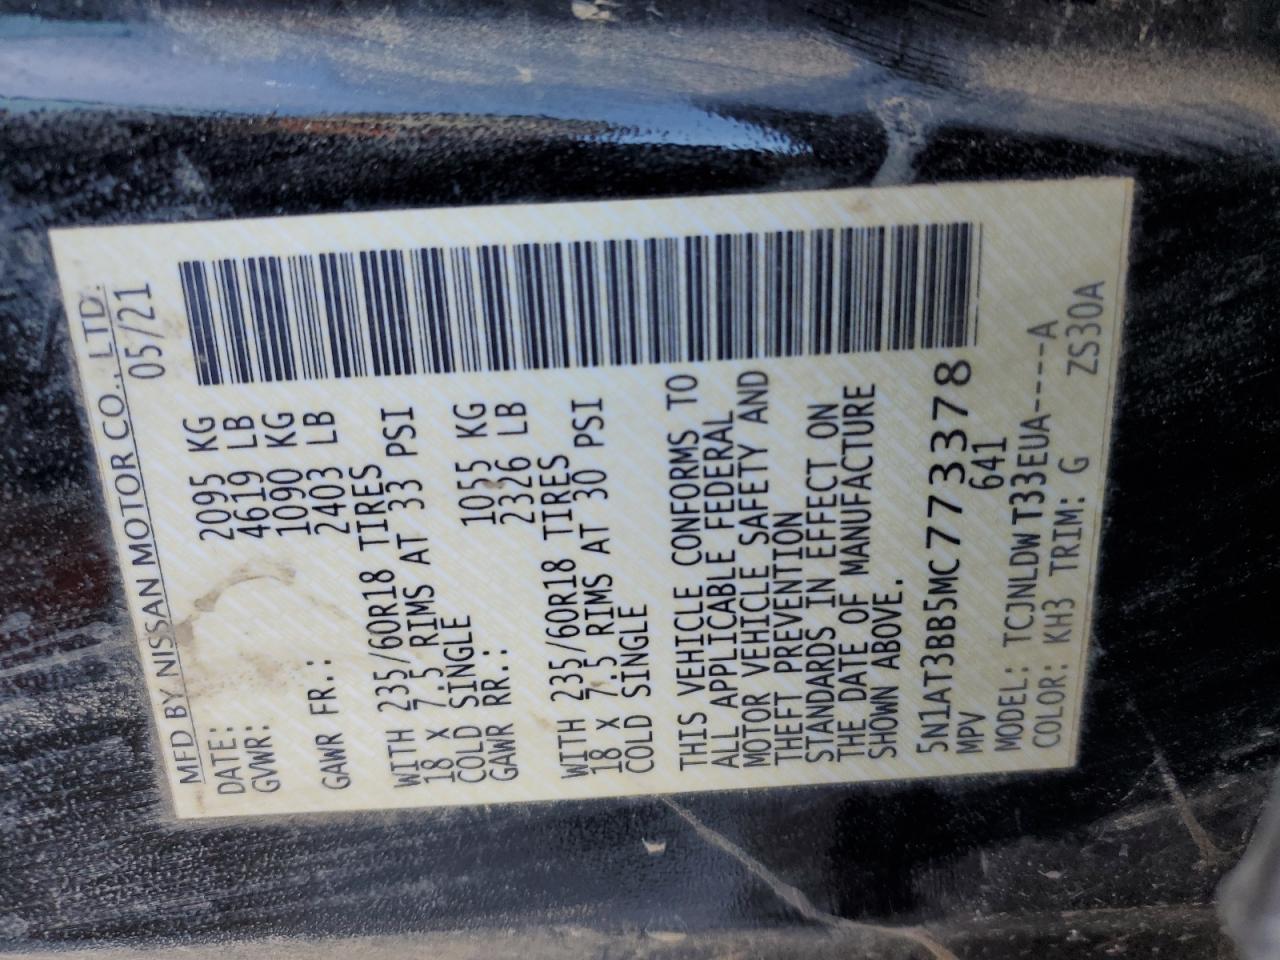 MFD BY NISSAN MOTOR CO., LTD.
DATE: 05/21
GVWR: 2095 KG
4619 LB
GAWR FR.: 1090 KG
2403 LB
WITH 235/60R18 TIRES
18 X 7.5 RIMS AT 33 PSI
COLD SINGLE
GAWR RR.: 1055 KG
2326 LB
WITH 235/60R18 TIRES
18 X 7.5 RIMS AT 30 PSI
COLD SINGLE
THIS VEHICLE CONFORMS TO
ALL APPLICABLE FEDERAL
MOTOR VEHICLE SAFETY AND
THEFT PREVENTION
STANDARDS IN EFFECT ON
THE DATE OF MANUFACTURE
SHOWN ABOVE.
5N1AT3BB5MC773378
MPV 641
MODEL: TCJNLDW T33EUA----A
COLOR: KH3 TRIM: G ZS30A